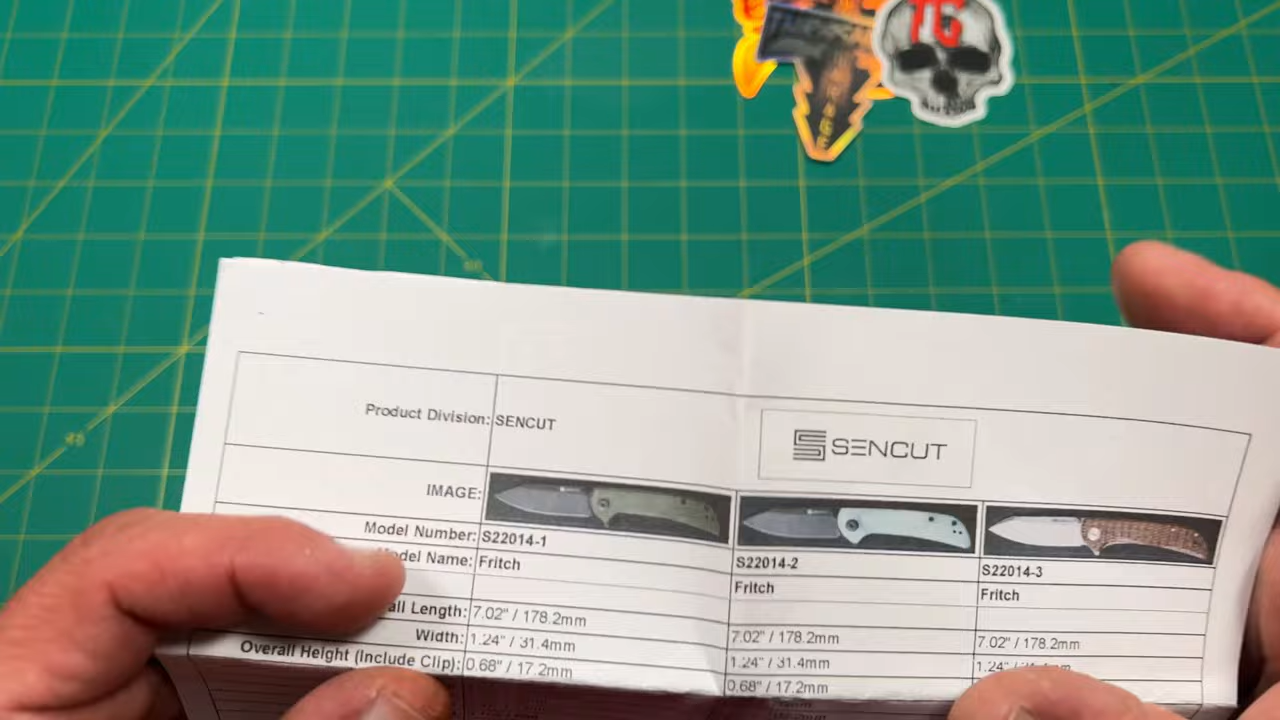 TG
Product Division: SENCUT
SENCUT
IMAGE:
Model Number: S22014-1 S22014-2 S22014-3
Name: Fritch Fritch Fritch
Length: 7.02" / 178.2mm 7.02" / 178.2mm 7.02" / 178.2mm
Width: 1.24" / 31.4mm 1.24" / 31.4mm 1.24" /
Overall Height (Include Clip): 0.68" / 17.2mm 0.68" / 17.2mm